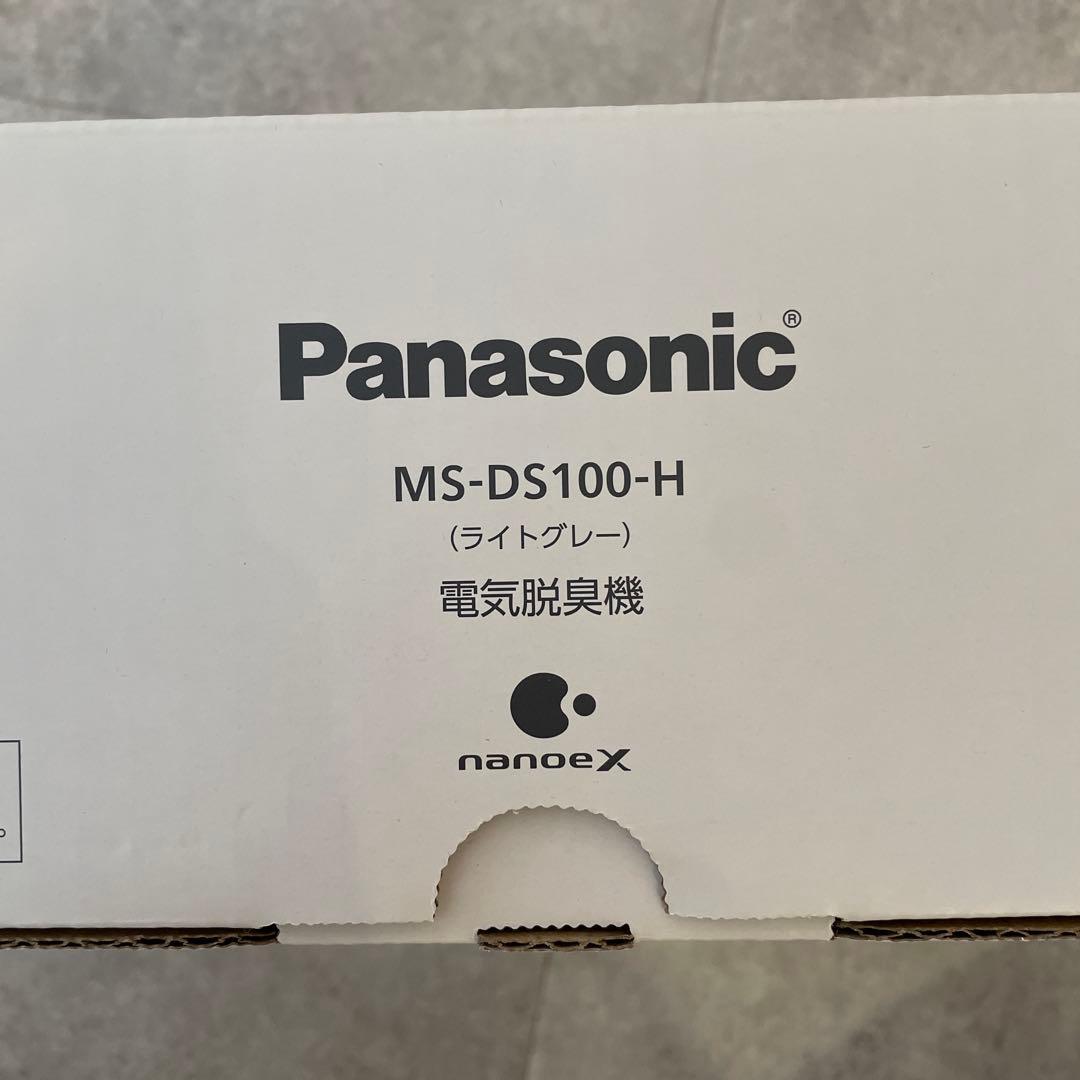 Panasonic®
MS-DS100-H
(ライトグレー)
電気脱臭機
nanoeX
。